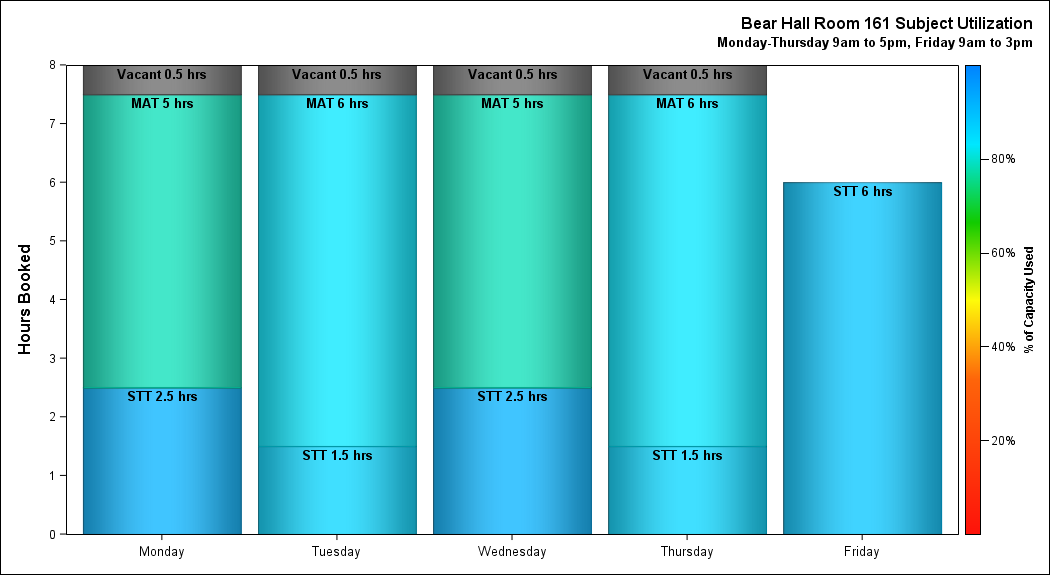 Bear Hall Room 161 Subject Utilization
Monday-Thursday 9am to 5pm, Friday 9am to 3pm
Hours Booked
8
7
6
5
4
3
2
1
0
Vacant 0.5 hrs
MAT 5 hrs
STT 2.5 hrs
Vacant 0.5 hrs
MAT 6 hrs
STT 1.5 hrs
Vacant 0.5 hrs
MAT 5 hrs
STT 2.5 hrs
Vacant 0.5 hrs
MAT 6 hrs
STT 1.5 hrs
STT 6 hrs
Monday
Tuesday
Wednesday
Thursday
Friday
80%
60%
40%
20%
% of Capacity Used